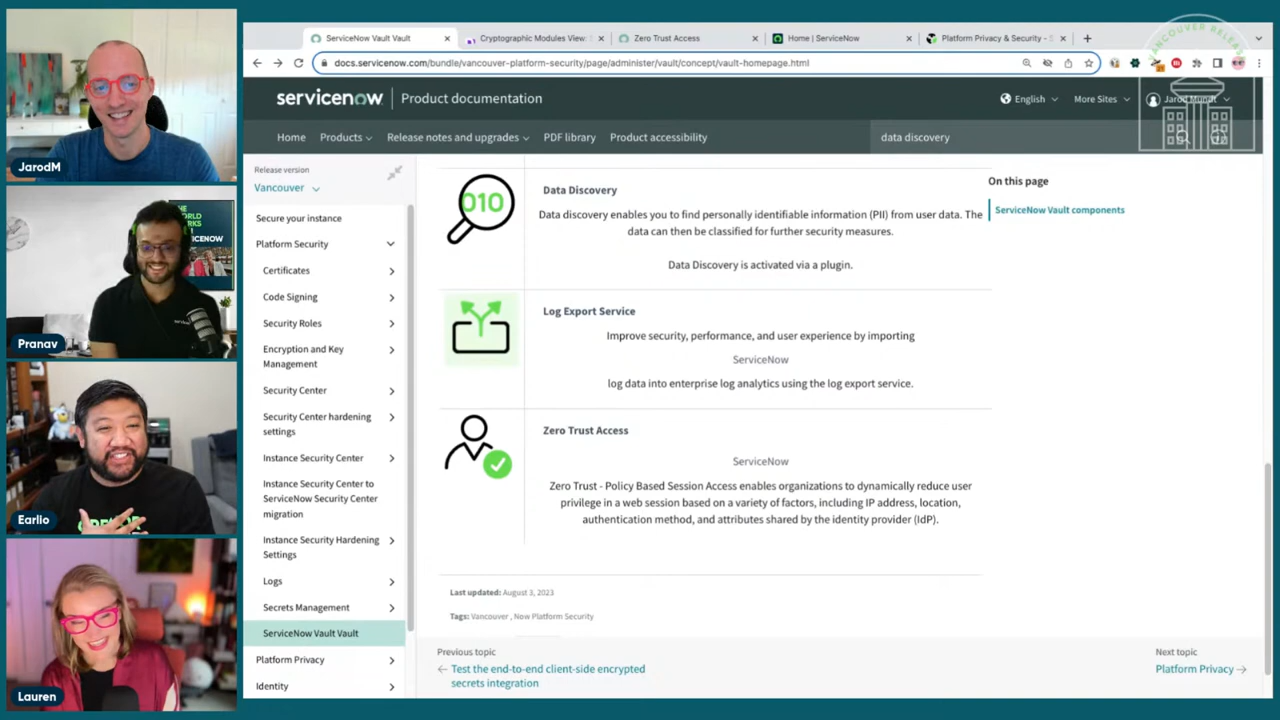 JarodM
Pranav
Earlio
Lauren
ServiceNow Vault Vault
Cryptographic Modules View:
Zero Trust Access
Home | ServiceNow
Platform Privacy & Security -
docs.servicenow.com/bundle/vancouver-platform-security/page/administer/vault/concept/vault-homepage.html
VANCOUVER RELEASE
servicenow | Product documentation
English
More Sites
Jarod Mundt
Home
Products
Release notes and upgrades
PDF library
Product accessibility
data discovery
Release version
Vancouver
Secure your instance
Platform Security
Certificates
Code Signing
Security Roles
Encryption and Key
Management
Security Center
Security Center hardening
settings
Instance Security Center
Instance Security Center to
ServiceNow Security Center
migration
Instance Security Hardening
Settings
Logs
Secrets Management
ServiceNow Vault Vault
Platform Privacy
Identity
010
Data Discovery
Data discovery enables you to find personally identifiable information (PII) from user data. The
data can then be classified for further security measures.
Data Discovery is activated via a plugin.
Log Export Service
Improve security, performance, and user experience by importing
ServiceNow
log data into enterprise log analytics using the log export service.
Zero Trust Access
ServiceNow
Zero Trust - Policy Based Session Access enables organizations to dynamically reduce user
privilege in a web session based on a variety of factors, including IP address, location,
authentication method, and attributes shared by the identity provider (IdP).
Last updated: August 3, 2023
Tags: Vancouver , Now Platform Security
Previous topic
Test the end-to-end client-side encrypted
secrets integration
Next topic
Platform Privacy
On this page
ServiceNow Vault components